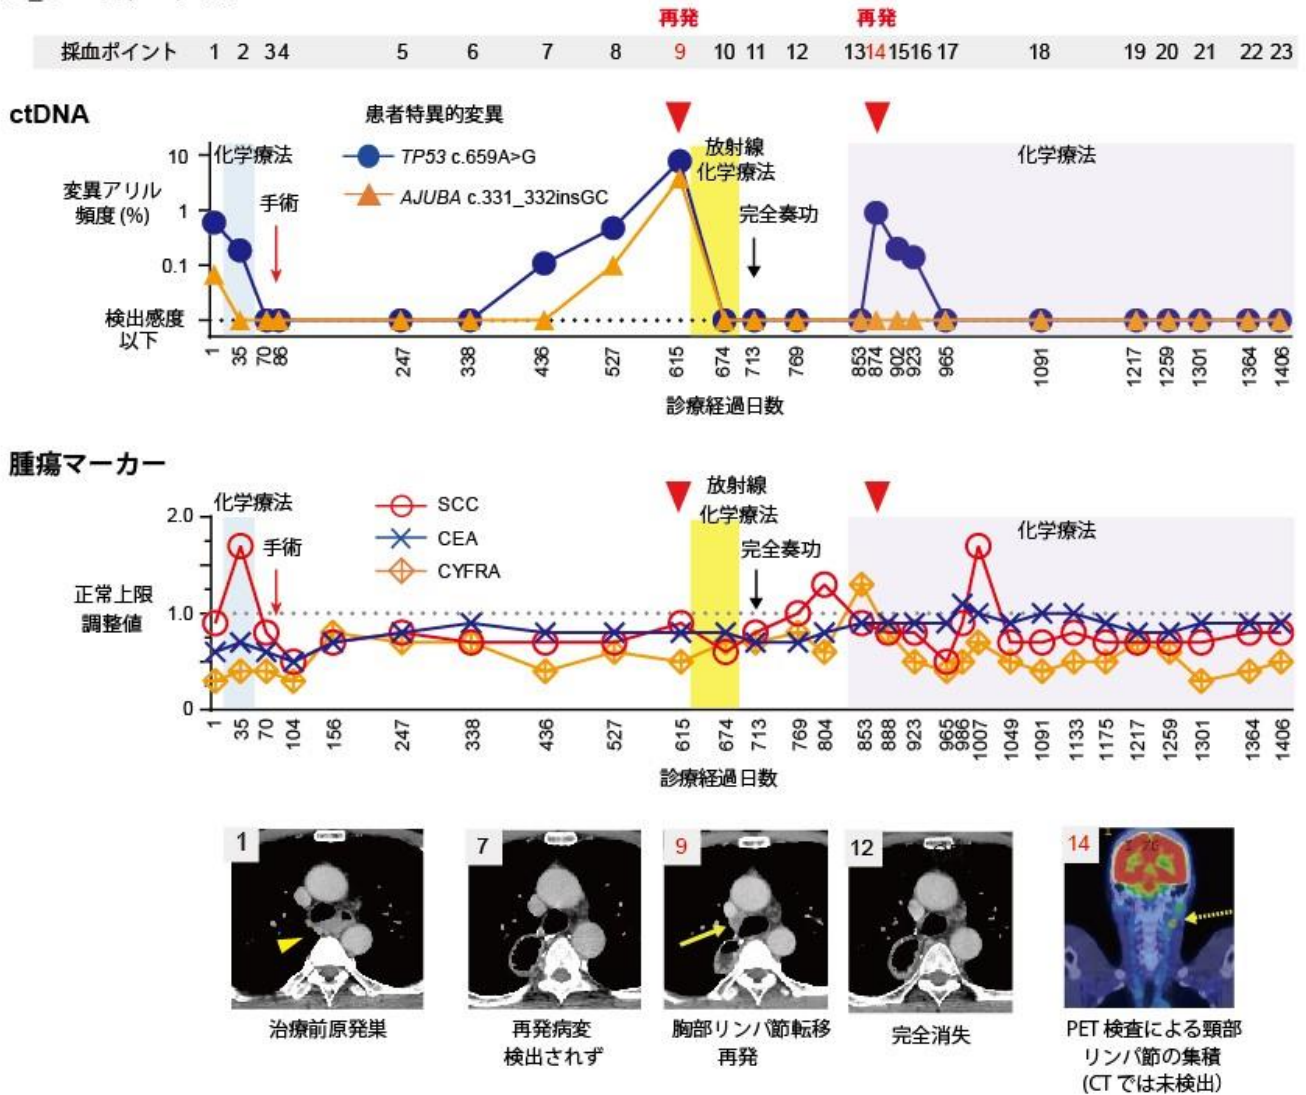 再発 再発
採血ポイント 1 2 3 4 5 6 7 8 9 10 11 12 13 14 15 16 17 18 19 20 21 22 23
ctDNA
患者特異的変異
TP53 c.659A>G
AJUBA c.331_332insGC
化学療法
手術
放射線
化学療法
完全奏功
化学療法
変異アリル
頻度 (%)
10
1
0.1
検出感度
以下
1 35 70 86 247 338 436 527 615 674 713 769 853 874 902 923 965 1091 1217 1259 1301 1364 1406
診療経過日数
腫瘍マーカー
SCC
CEA
CYFRA
化学療法
手術
放射線
化学療法
完全奏功
化学療法
正常上限
調整値
2.0
1.0
0
1 35 70 104 156 247 338 436 527 615 674 713 769 804 853 888 923 965 986 1007 1049 1091 1133 1175 1217 1259 1301 1364 1406
診療経過日数
1 7 9 12 14
治療前原発巣
再発病変
検出されず
胸部リンパ節転移
再発
完全消失
PET 検査による頸部
リンパ節の集積
(CT では未検出)